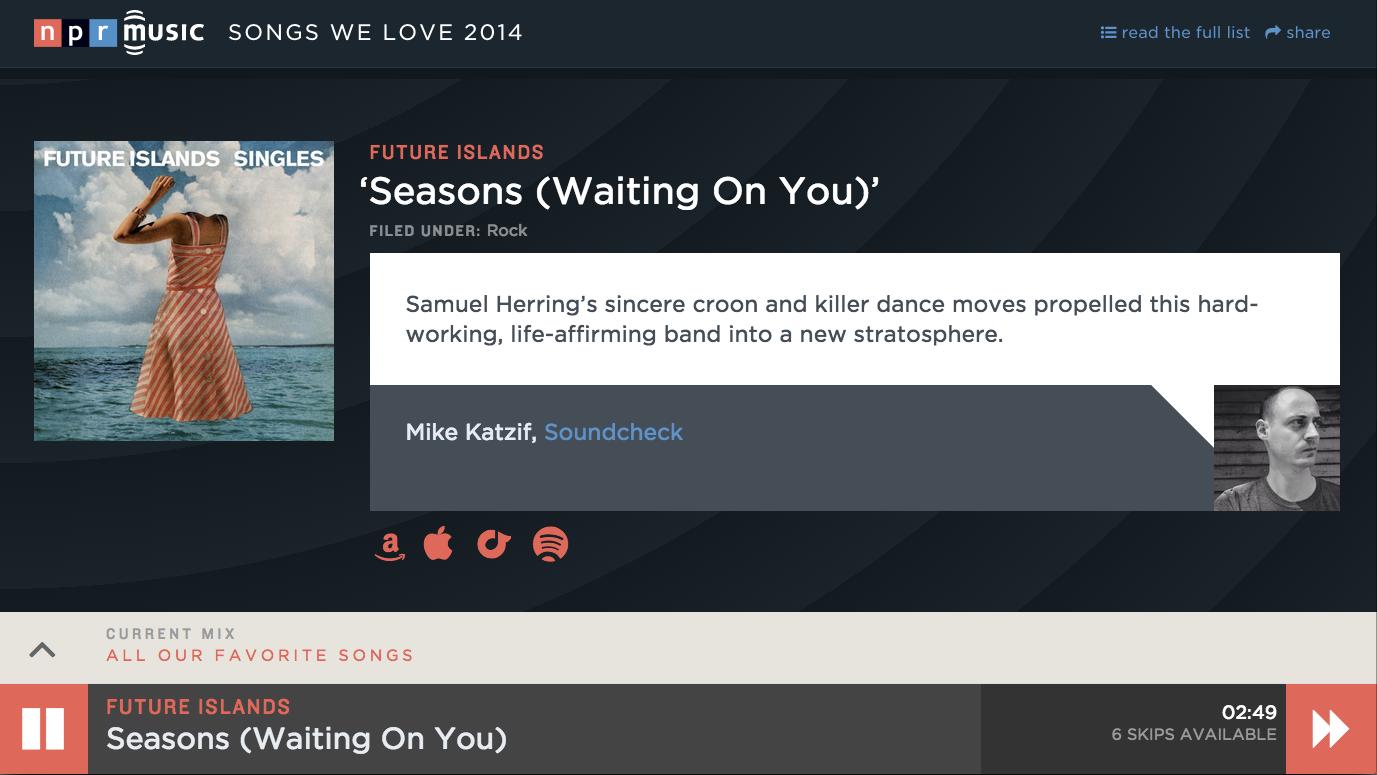 npr music SONGS WE LOVE 2014
read the full list share
FUTURE ISLANDS SINGLES
FUTURE ISLANDS
‘Seasons (Waiting On You)’
FILED UNDER: Rock
Samuel Herring’s sincere croon and killer dance moves propelled this hard-
working, life-affirming band into a new stratosphere.
Mike Katzif, Soundcheck
a
CURRENT MIX
ALL OUR FAVORITE SONGS
FUTURE ISLANDS
Seasons (Waiting On You)
02:49
6 SKIPS AVAILABLE